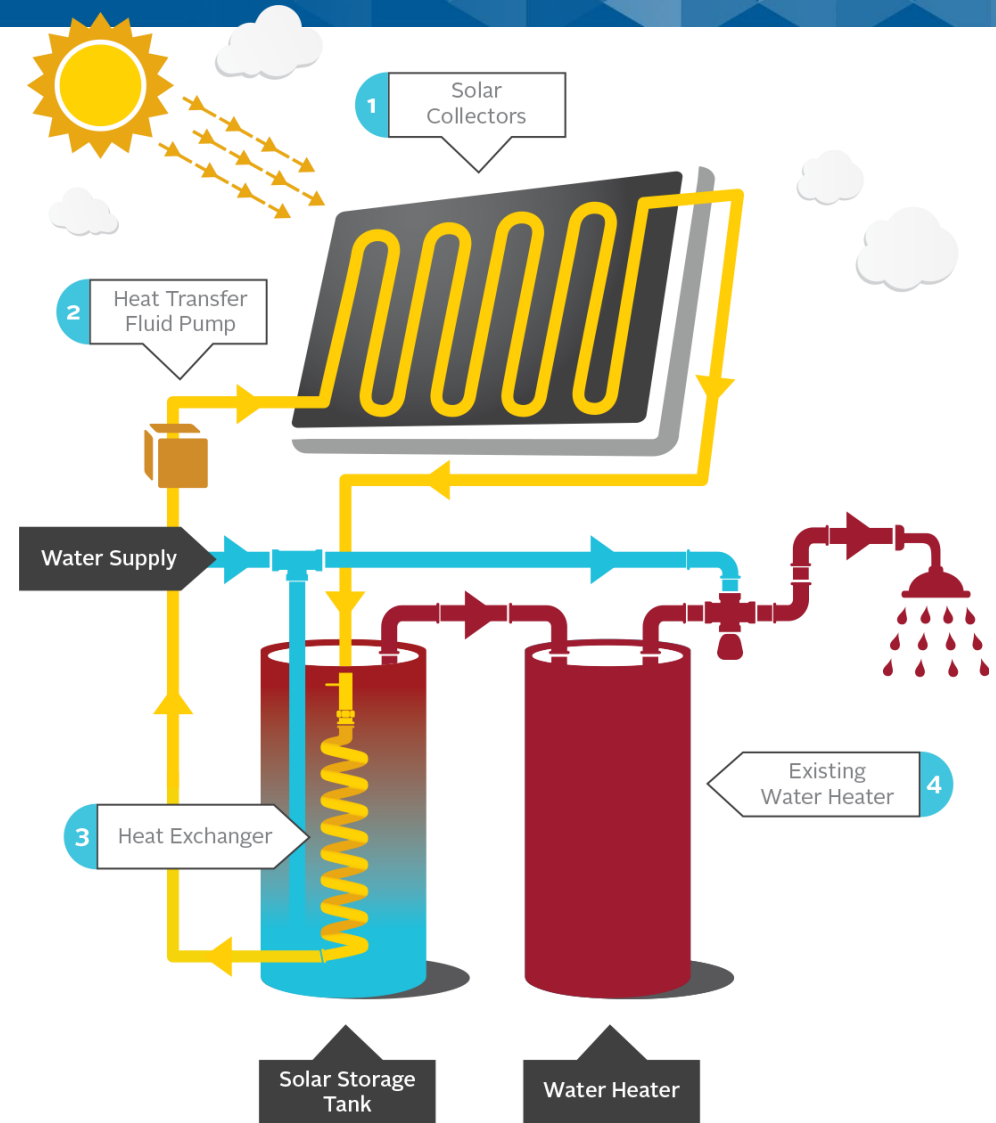 1
Solar
Collectors
2
Heat Transfer
Fluid Pump
Water Supply
3
Heat Exchanger
Existing
Water Heater
4
Solar Storage
Tank
Water Heater